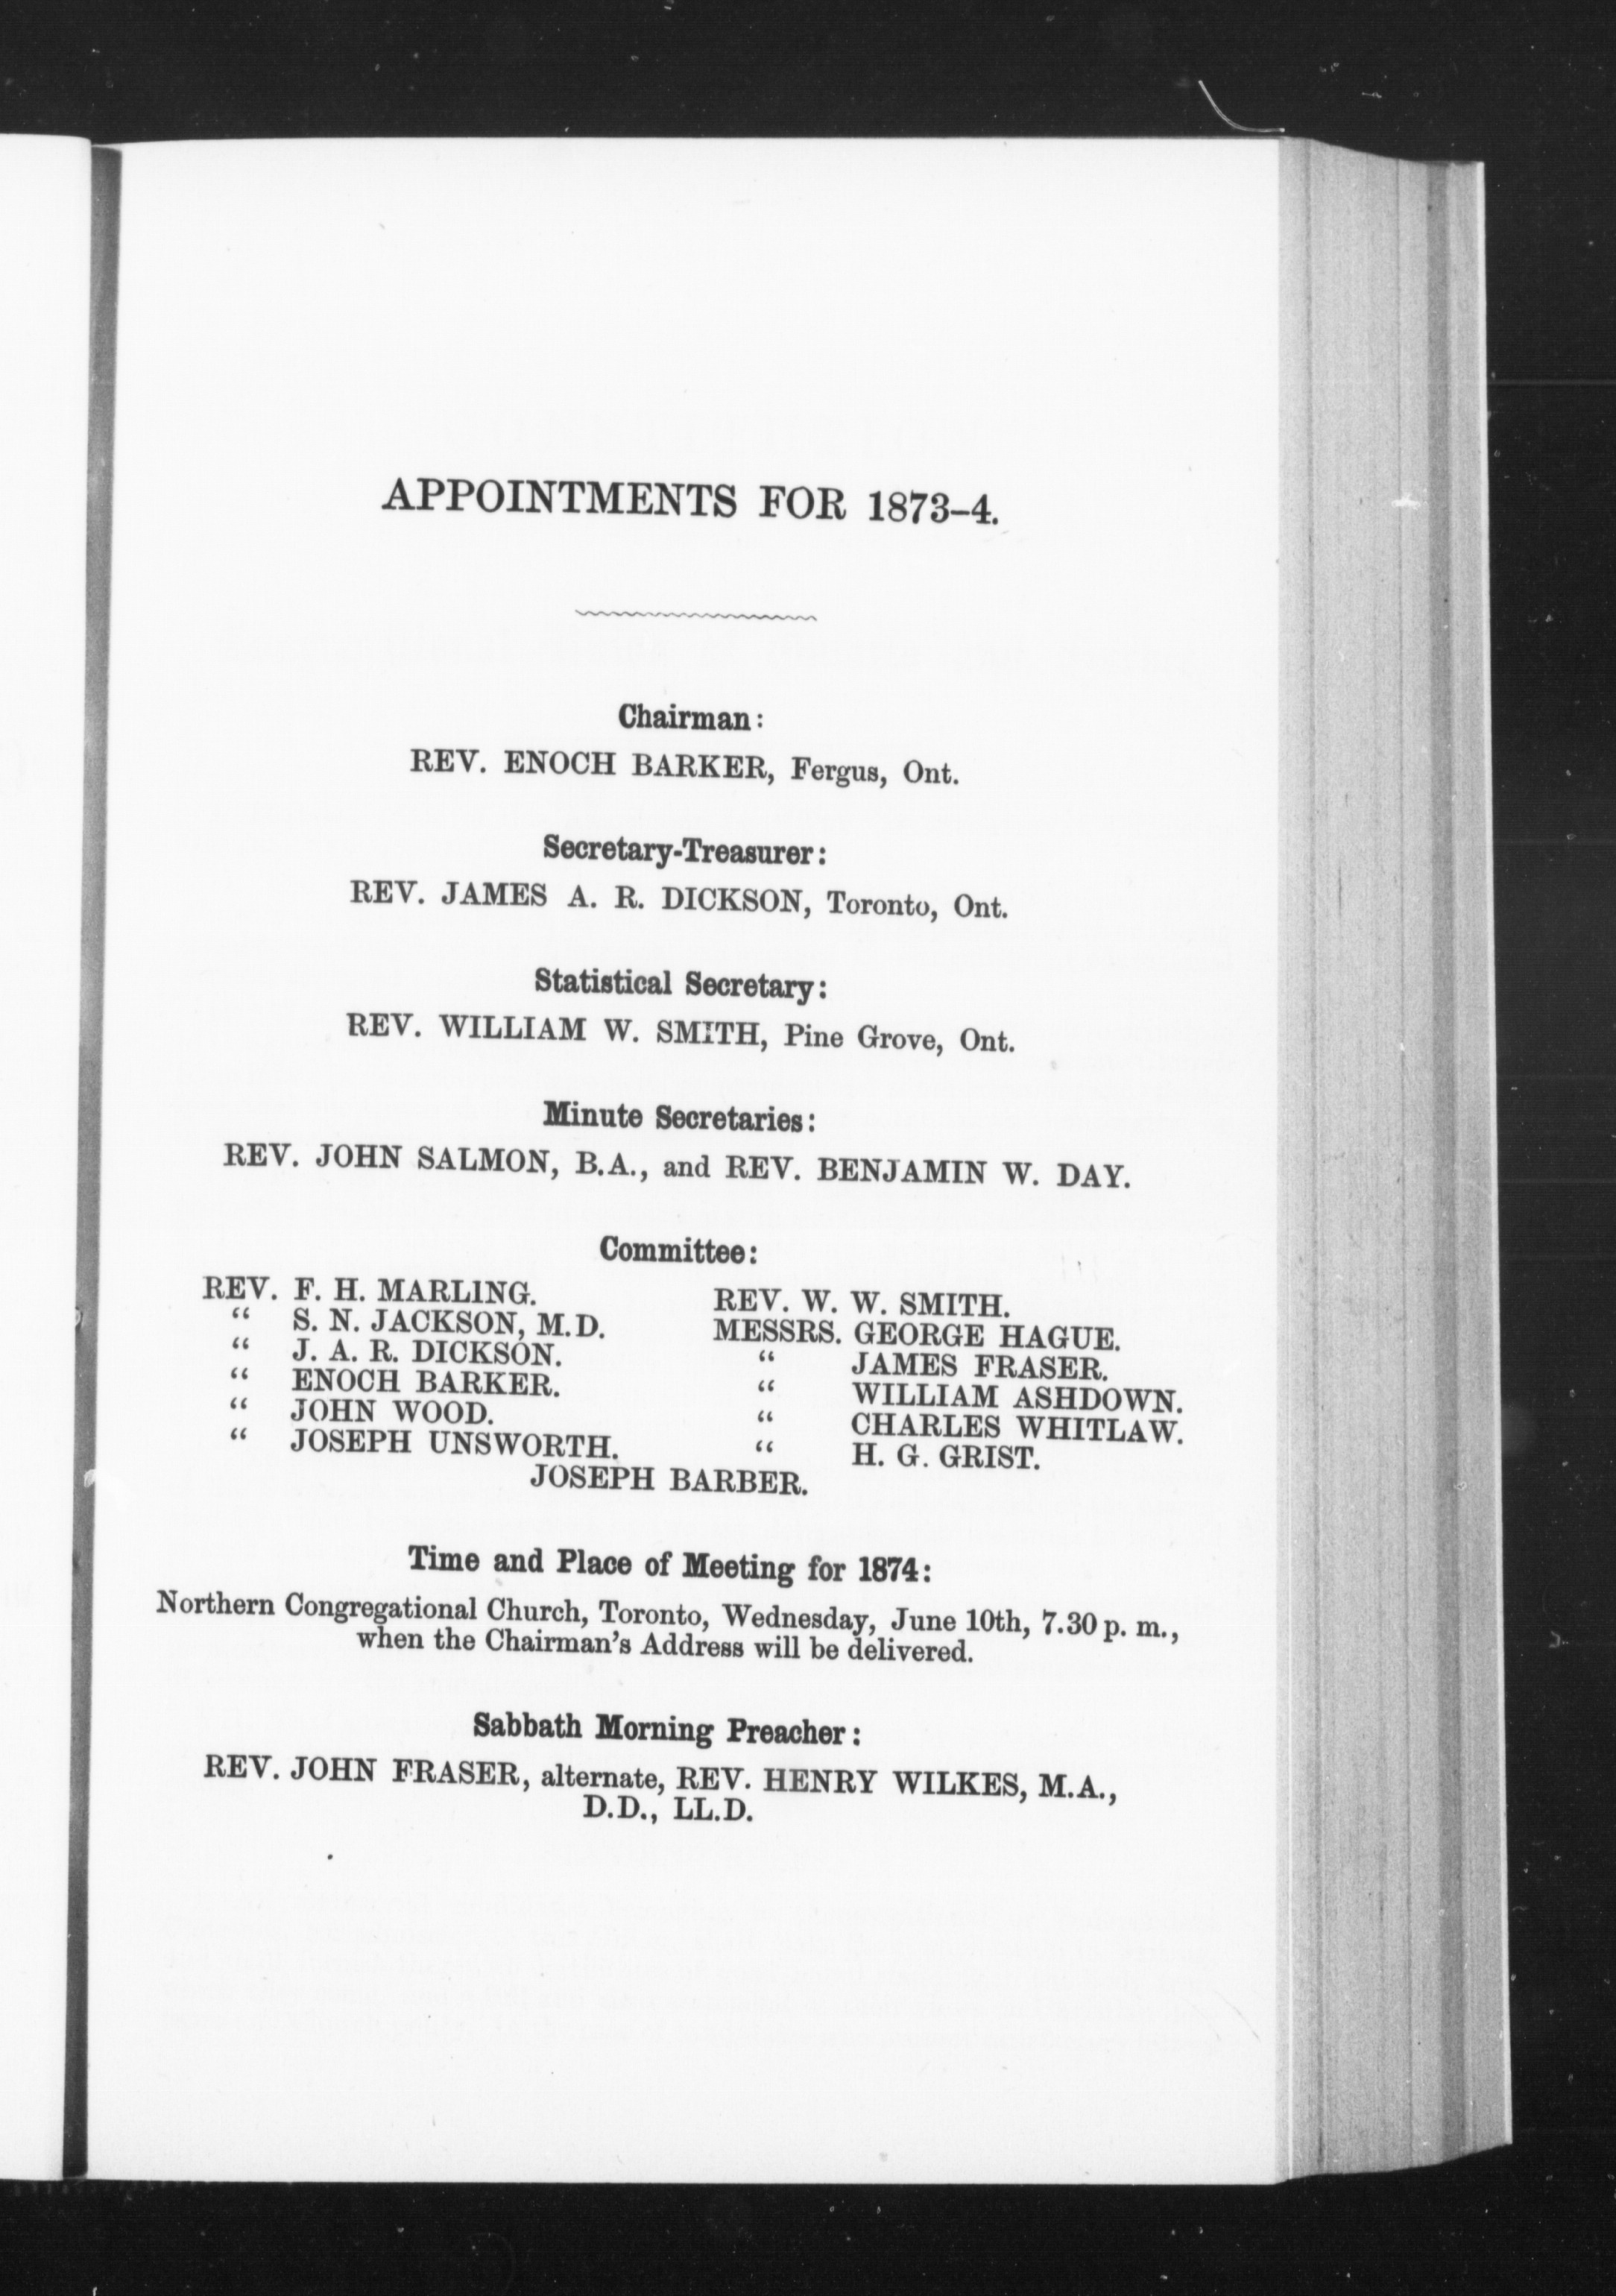 APPOINTMENTS FOR 1873–4.
Chairman:
REV. ENOCH BARKER, Fergus, Ont.
Secretary-Treasurer:
REV. JAMES A. R. DICKSON, Toronto, Ont.
Statistical Secretary:
REV. WILLIAM W. SMITH, Pine Grove, Ont.
Minute Secretaries:
REV. JOHN SALMON, B.A., and REV. BENJAMIN W. DAY.
Committee:
REV. F. H. MARLING.
“ S. N. JACKSON, M.D.
“ J. A. R. DICKSON.
“ ENOCH BARKER.
“ JOHN WOOD.
“ JOSEPH UNSWORTH.
REV. W. W. SMITH.
MESSRS. GEORGE HAGUE.
“ JAMES FRASER.
“ WILLIAM ASHDOWN.
“ CHARLES WHITLAW.
“ H. G. GRIST.
JOSEPH BARBER.
Time and Place of Meeting for 1874:
Northern Congregational Church, Toronto, Wednesday, June 10th, 7.30 p. m.,
when the Chairman’s Address will be delivered.
Sabbath Morning Preacher:
REV. JOHN FRASER, alternate, REV. HENRY WILKES, M.A.,
D.D., LL.D.